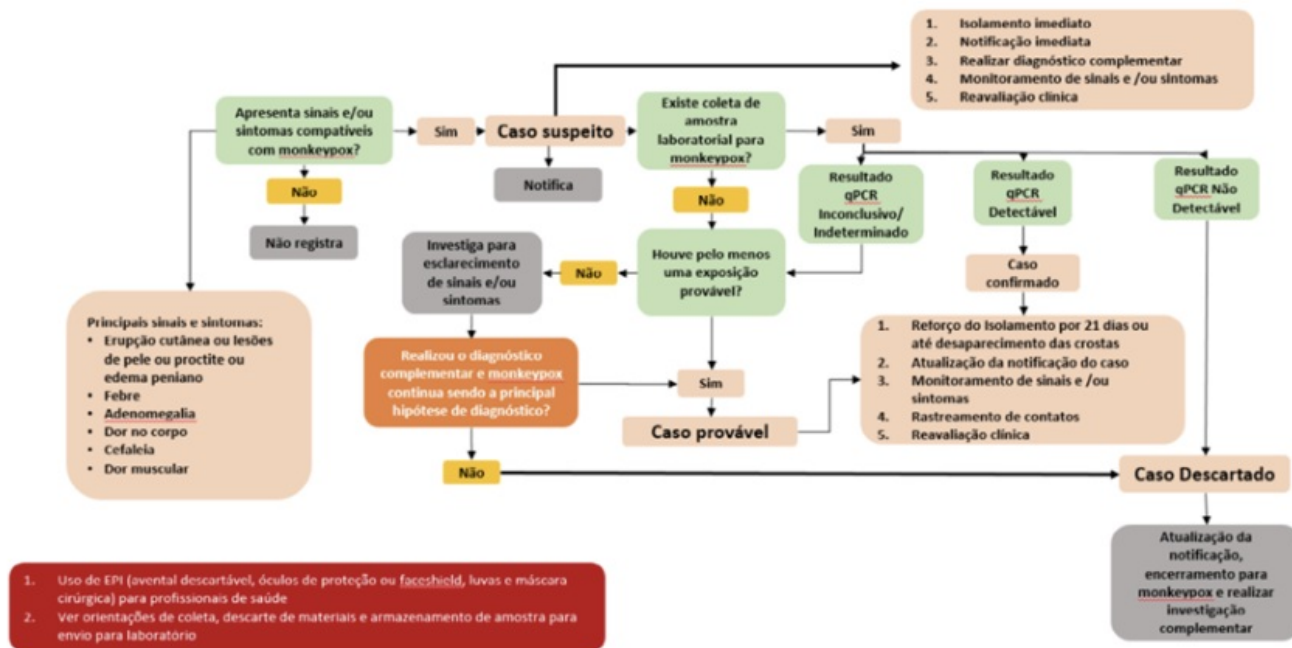 1. Isolamento imediato
2. Notificação imediata
3. Realizar diagnóstico complementar
4. Monitoramento de sinais e /ou sintomas
5. Reavaliação clínica
Apresenta sinais e/ou
sintomas compatíveis
com monkeypox?
Sim
Caso suspeito
Existe coleta de
amostra
laboratorial para
monkeypox?
Sim
Não
Não registra
Notifica
Não
Resultado
qPCR
Inconclusivo/
Indeterminado
Resultado
qPCR
Detectável
Resultado
qPCR Não
Detectável
Investiga para
esclarecimento
de sinais e/ou
sintomas
Não
Houve pelo menos
uma exposição
provável?
Caso
confirmado
Principais sinais e sintomas:
• Erupção cutânea ou lesões
de pele ou proctite ou
edema peniano
• Febre
• Adenomegalia
• Dor no corpo
• Cefaleia
• Dor muscular
Realizou o diagnóstico
complementar e monkeypox
continua sendo a principal
hipótese de diagnóstico?
Sim
Caso provável
1. Reforço do Isolamento por 21 dias ou
até desaparecimento das crostas
2. Atualização da notificação do caso
3. Monitoramento de sinais e /ou
sintomas
4. Rastreamento de contatos
5. Reavaliação clínica
Não
Caso Descartado
Atualização da
notificação,
encerramento para
monkeypox e realizar
investigação
complementar
1. Uso de EPI (avental descartável, óculos de proteção ou faceshield, luvas e máscara
cirúrgica) para profissionais de saúde
2. Ver orientações de coleta, descarte de materiais e armazenamento de amostra para
envio para laboratório